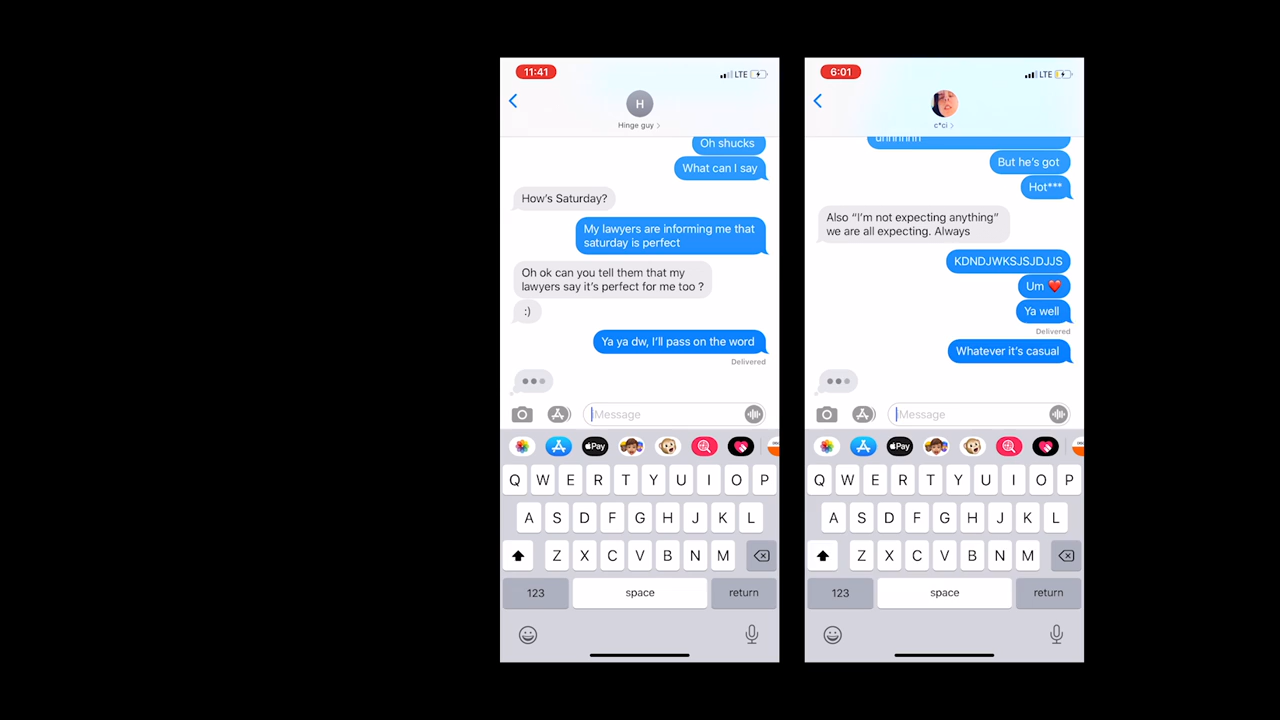 11:41
LTE
H
Hinge guy
Oh shucks
What can I say
How's Saturday?
My lawyers are informing me that
saturday is perfect
Oh ok can you tell them that my
lawyers say it's perfect for me too ?
:)
Ya ya dw, I'll pass on the word
Delivered
Message
Pay
Q W E R T Y U I O P
A S D F G H J K L
Z X C V B N M
123 space return
6:01
LTE
c*ci
uhhhhhh
But he's got
Hot***
Also "I'm not expecting anything"
we are all expecting. Always
KDNDJWKSJSJDJJS
Um ❤️
Ya well
Delivered
Whatever it's casual
Message
Pay
Q W E R T Y U I O P
A S D F G H J K L
Z X C V B N M
123 space return